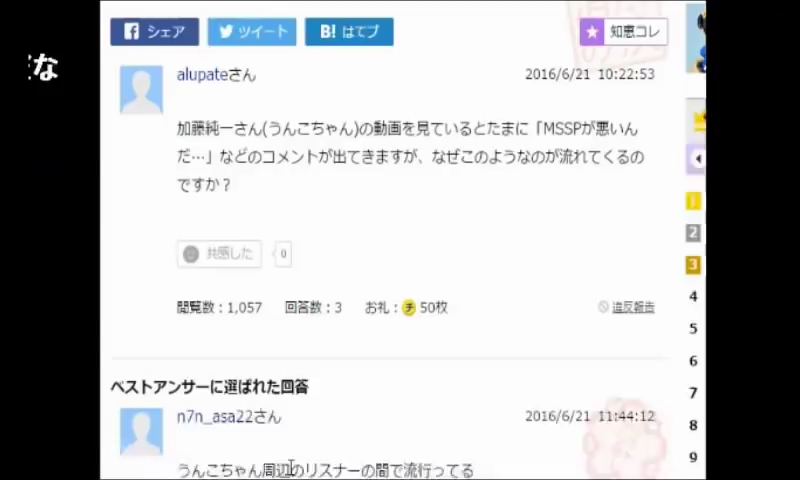 シェア
ツイート
B! はてブ
知恵コレ
な
alupateさん
2016/6/21 10:22:53
加藤純一さん(うんこちゃん)の動画を見ているとたまに「MSSPが悪いん
だ…」などのコメントが出てきますが、なぜこのようなのが流れてくるの
ですか？
共感した
0
閲覧数：1,057
回答数：3
お礼：チ50枚
違反報告
ベストアンサーに選ばれた回答
n7n_asa22さん
2016/6/21 11:44:12
うんこちゃん周辺のリスナーの間で流行ってる
1
2
3
4
5
6
7
8
9